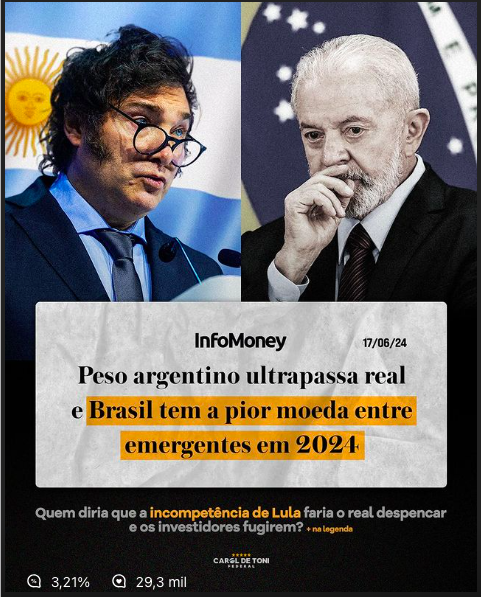 InfoMoney
17/06/24
Peso argentino ultrapassa real
e Brasil tem a pior moeda entre
emergentes em 2024
Quem diria que a incompetência de Lula faria o real despencar
e os investidores fugirem? + na legenda
CAROL DE TONI
FEDERAL
3,21% 29,3 mil